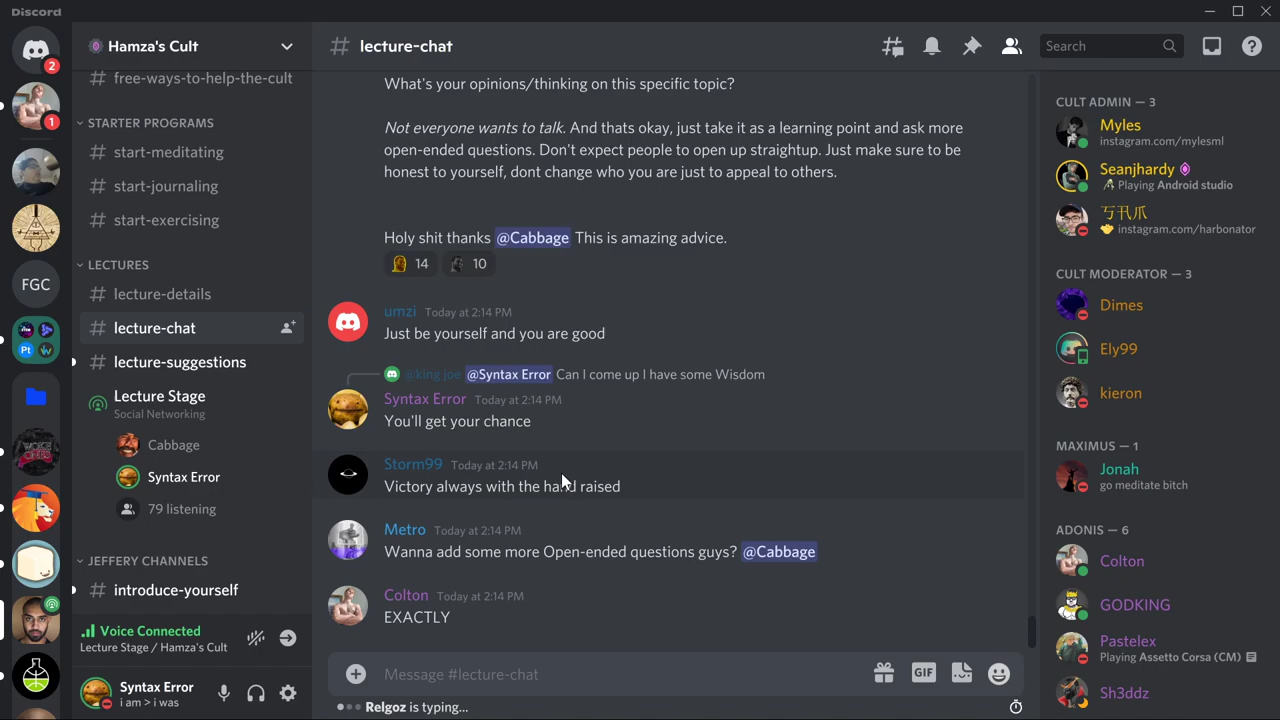 Discord
2
1
FGC
Hamza's Cult
free-ways-to-help-the-cult
STARTER PROGRAMS
start-meditating
start-journaling
start-exercising
LECTURES
lecture-details
lecture-chat
lecture-suggestions
Lecture Stage
Social Networking
Cabbage
Syntax Error
79 listening
JEFFERY CHANNELS
introduce-yourself
Voice Connected
Lecture Stage / Hamza's Cult
Syntax Error
i am > i was
lecture-chat
Search
What's your opinions/thinking on this specific topic?
Not everyone wants to talk. And thats okay, just take it as a learning point and ask more
open-ended questions. Don't expect people to open up straightup. Just make sure to be
honest to yourself, dont change who you are just to appeal to others.
Holy shit thanks @Cabbage This is amazing advice.
14 10
umzi Today at 2:14 PM
Just be yourself and you are good
@king joe @Syntax Error Can I come up I have some Wisdom
Syntax Error Today at 2:14 PM
You'll get your chance
Storm99 Today at 2:14 PM
Victory always with the hand raised
Metro Today at 2:14 PM
Wanna add some more Open-ended questions guys? @Cabbage
Colton Today at 2:14 PM
EXACTLY
Message #lecture-chat
GIF
Relgoz is typing...
CULT ADMIN — 3
Myles
instagram.com/mylesml
Seanjhardy
Playing Android studio
instagram.com/harbonator
CULT MODERATOR — 3
Dimes
Ely99
kieron
MAXIMUS — 1
Jonah
go meditate bitch
ADONIS — 6
Colton
GODKING
Pastelex
Playing Assetto Corsa (CM)
Sh3ddz